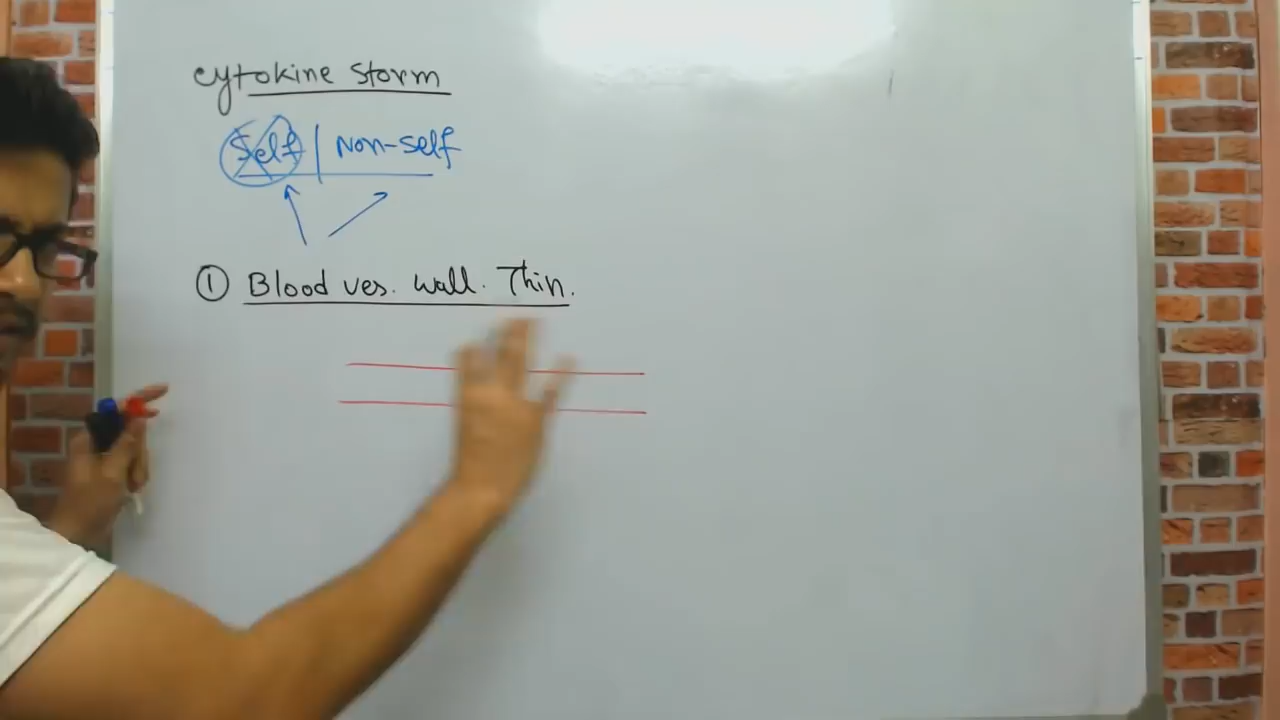 Cytokine Storm
Self | Non-self
① Blood ves. wall. Thin.